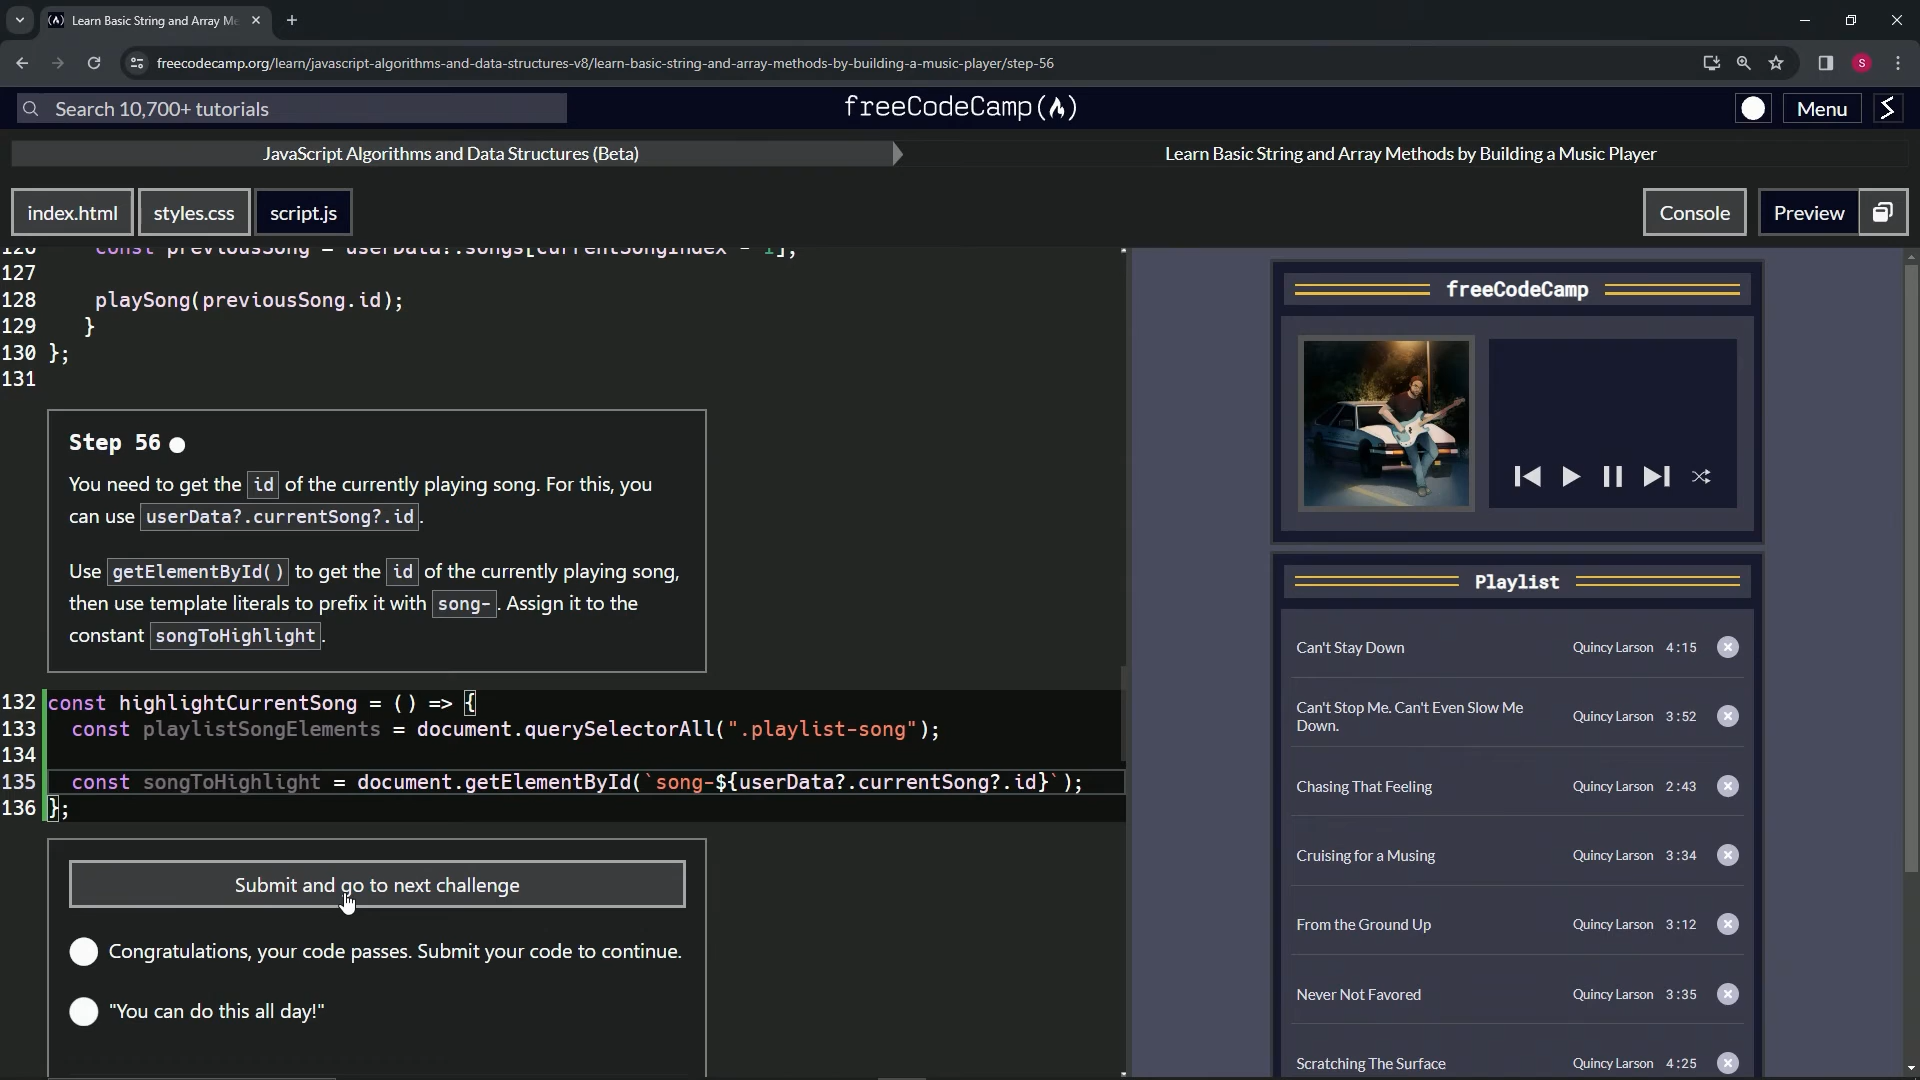 Learn Basic String and Array Me
freecodecamp.org/learn/javascript-algorithms-and-data-structures-v8/learn-basic-string-and-array-methods-by-building-a-music-player/step-56
S
Search 10,700+ tutorials
freeCodeCamp(🔥)
Menu
JavaScript Algorithms and Data Structures (Beta)
Learn Basic String and Array Methods by Building a Music Player
index.html
styles.css
script.js
Console
Preview
126 const previousSong = userData?.songs[currentSongIndex - 1];
127
128 playSong(previousSong.id);
129 }
130 };
131
Step 56
You need to get the id of the currently playing song. For this, you
can use userData?.currentSong?.id.
Use getElementById() to get the id of the currently playing song,
then use template literals to prefix it with song-. Assign it to the
constant songToHighlight.
132 const highlightCurrentSong = () => {
133 const playlistSongElements = document.querySelectorAll(".playlist-song");
134
135 const songToHighlight = document.getElementById(`song-${userData?.currentSong?.id}`);
136 };
Submit and go to next challenge
Congratulations, your code passes. Submit your code to continue.
"You can do this all day!"
freeCodeCamp
Playlist
Can't Stay Down Quincy Larson 4:15
Can't Stop Me. Can't Even Slow Me
Down. Quincy Larson 3:52
Chasing That Feeling Quincy Larson 2:43
Cruising for a Musing Quincy Larson 3:34
From the Ground Up Quincy Larson 3:12
Never Not Favored Quincy Larson 3:35
Scratching The Surface Quincy Larson 4:25